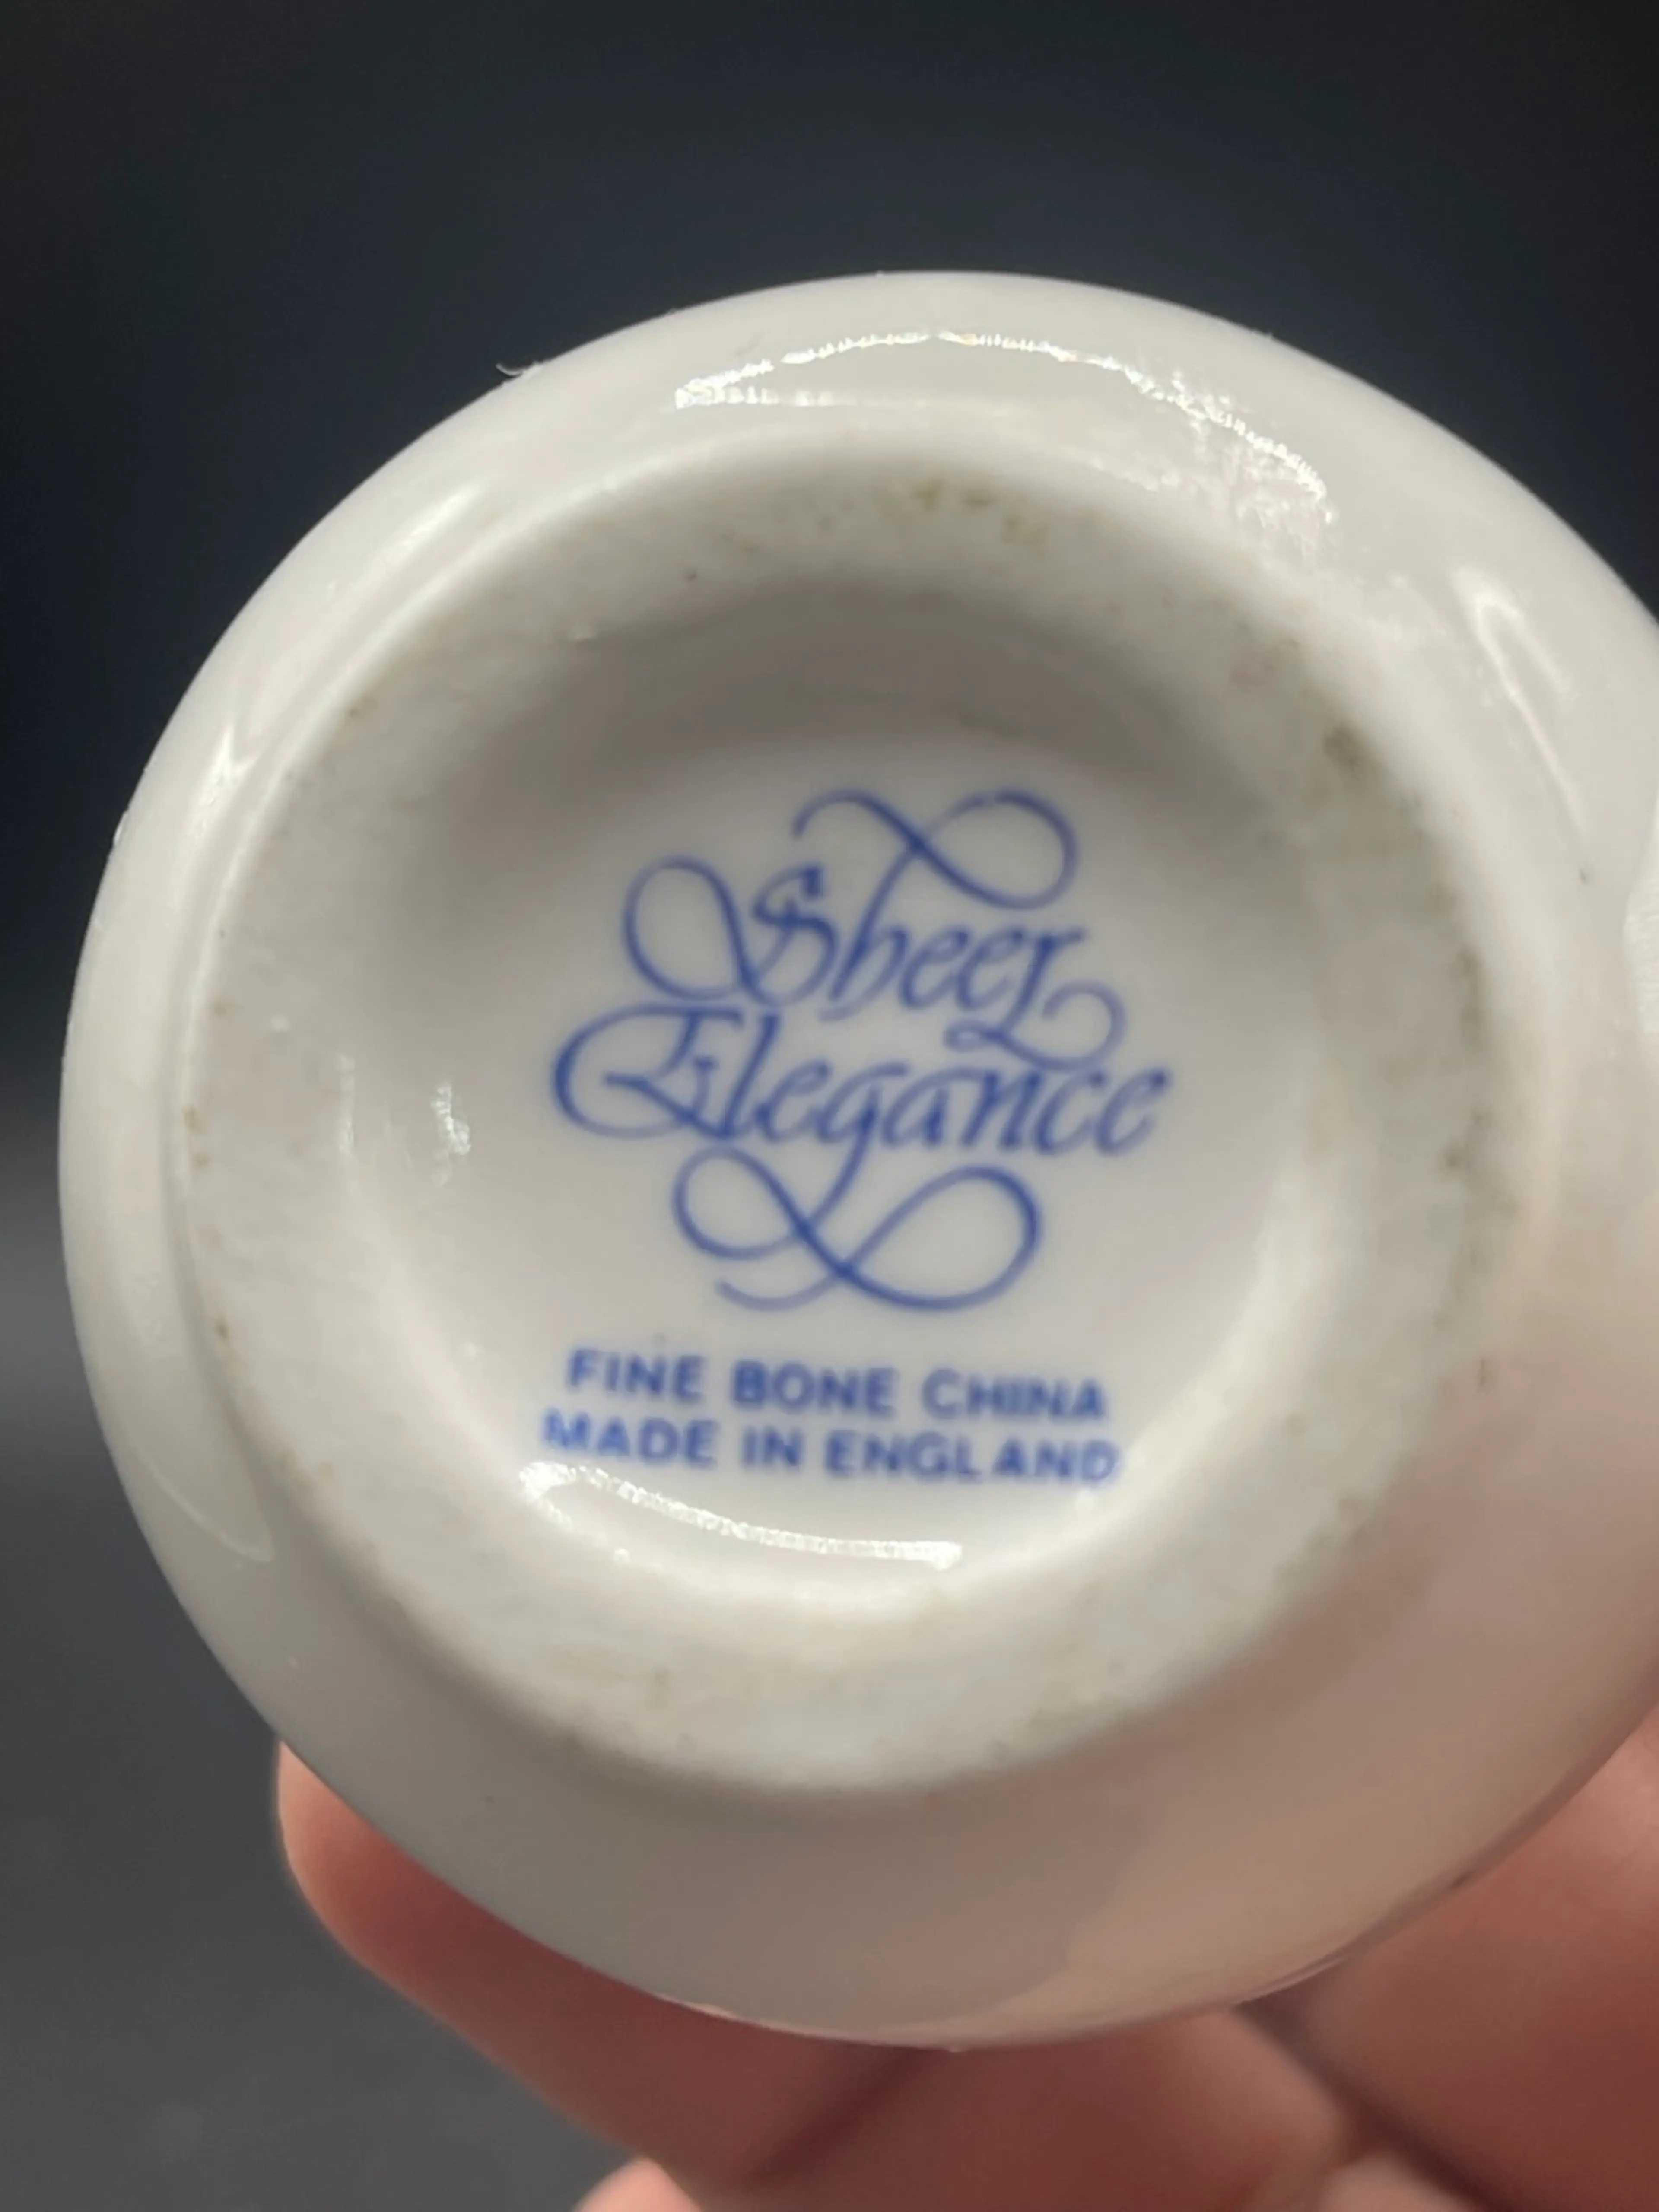 Sheer
Elegance
FINE BONE CHINA
MADE IN ENGLAND